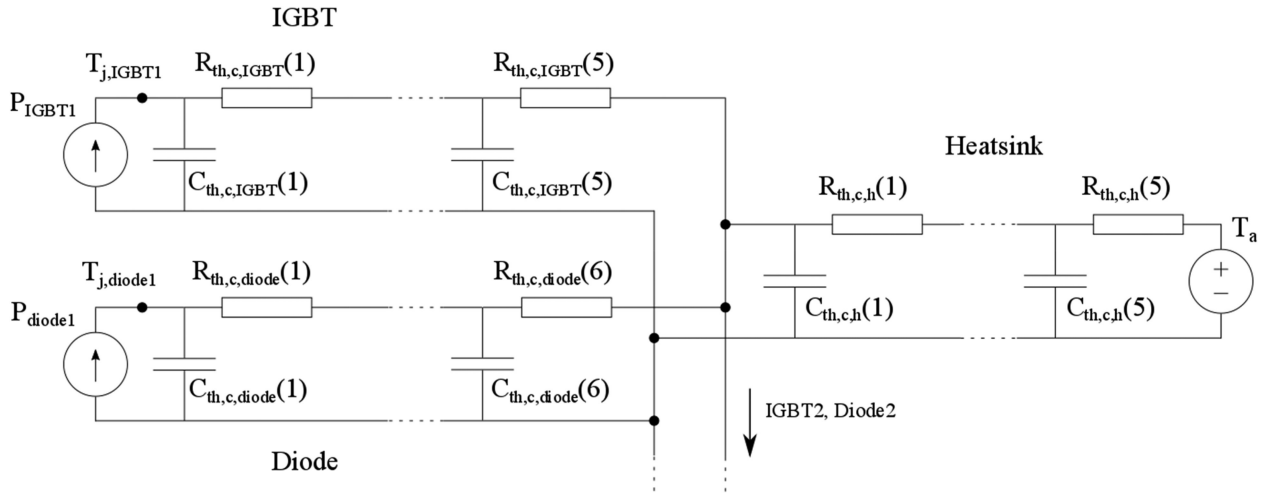 IGBT
T_j,IGBT1
R_th,c,IGBT(1)
R_th,c,IGBT(5)
P_IGBT1
C_th,c,IGBT(1)
C_th,c,IGBT(5)
Heatsink
R_th,c,h(1)
R_th,c,h(5)
T_a
+
−
C_th,c,h(1)
C_th,c,h(5)
T_j,diode1
R_th,c,diode(1)
R_th,c,diode(6)
P_diode1
C_th,c,diode(1)
C_th,c,diode(6)
IGBT2, Diode2
Diode